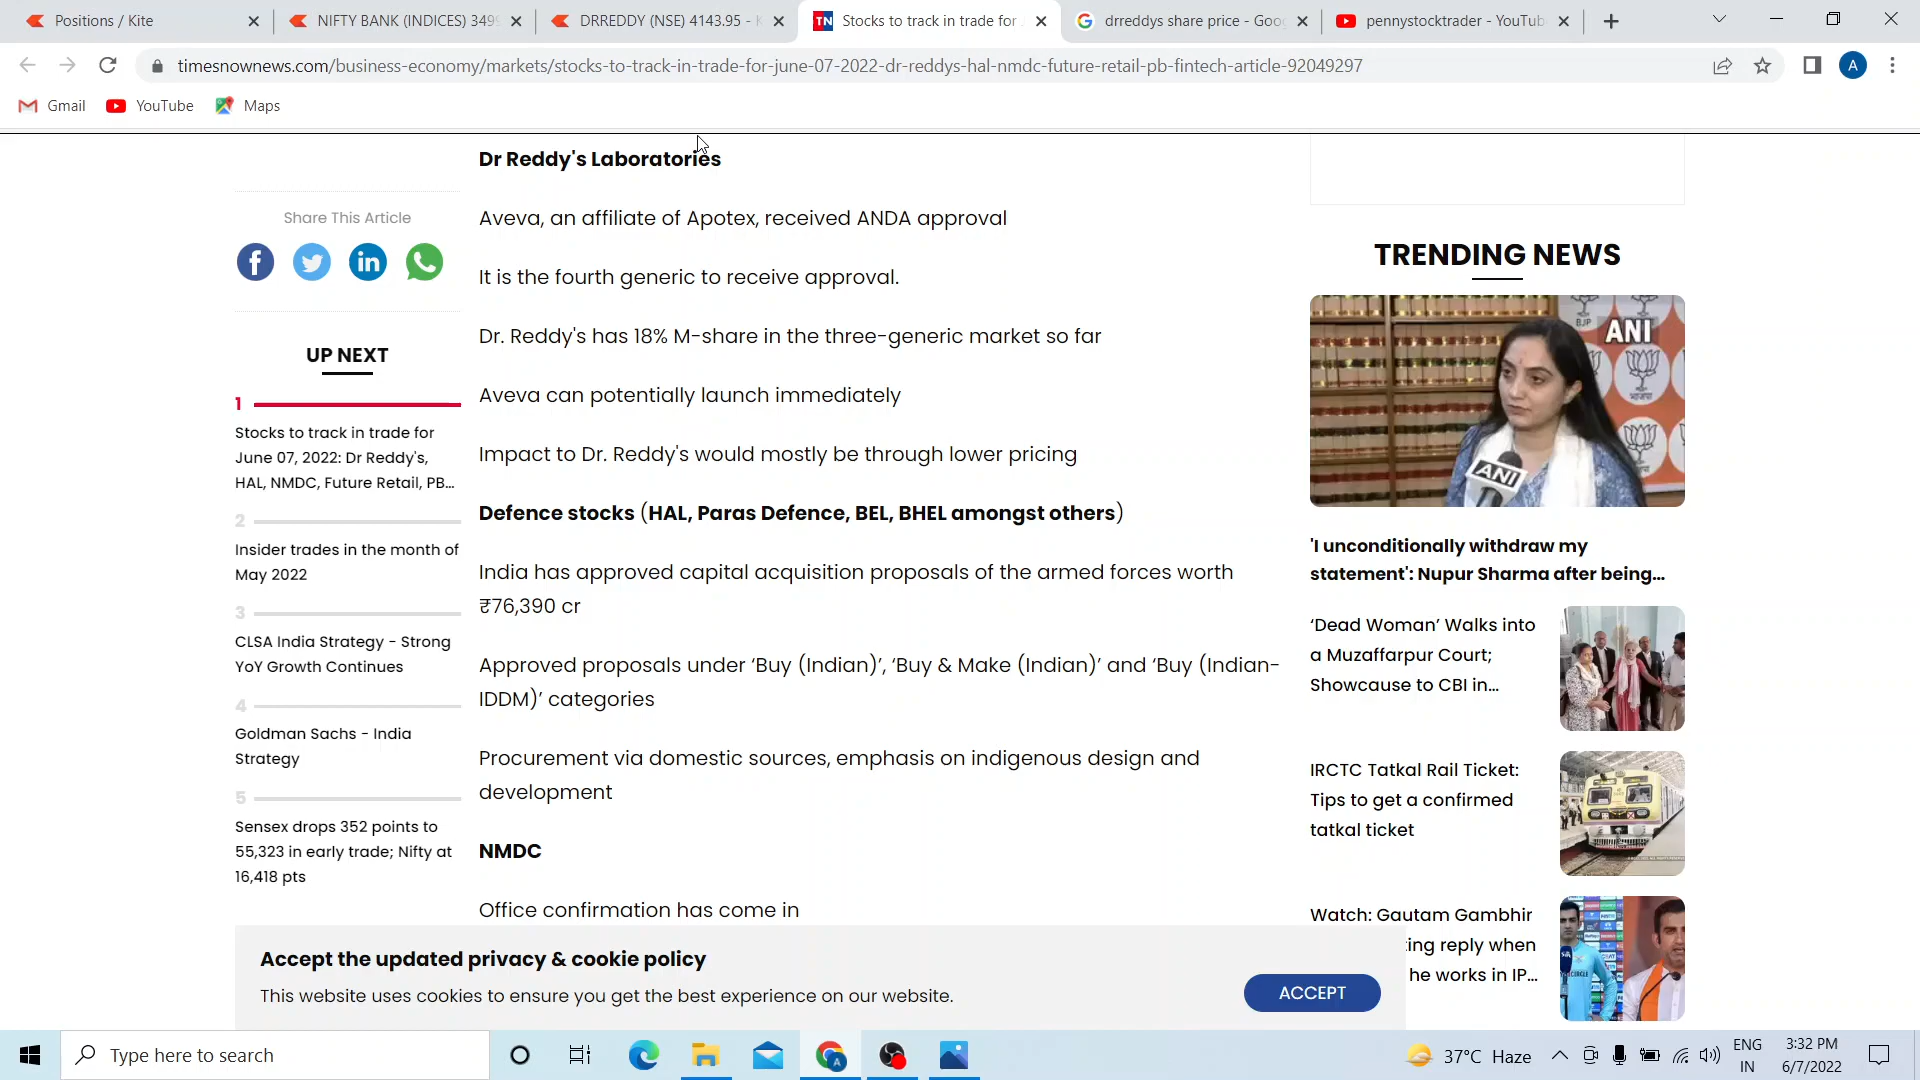 Positions / Kite
NIFTY BANK (INDICES) 3499
DRREDDY (NSE) 4143.95 - K
TN
Stocks to track in trade for J
drreddys share price - Goo
pennystocktrader - YouTub
timesnownews.com/business-economy/markets/stocks-to-track-in-trade-for-june-07-2022-dr-reddys-hal-nmdc-future-retail-pb-fintech-article-92049297
A
Gmail
YouTube
Maps
Share This Article
UP NEXT
1
Stocks to track in trade for
June 07, 2022: Dr Reddy's,
HAL, NMDC, Future Retail, PB...
2
Insider trades in the month of
May 2022
3
CLSA India Strategy - Strong
YoY Growth Continues
4
Goldman Sachs - India
Strategy
5
Sensex drops 352 points to
55,323 in early trade; Nifty at
16,418 pts
Dr Reddy's Laboratories
Aveva, an affiliate of Apotex, received ANDA approval
It is the fourth generic to receive approval.
Dr. Reddy's has 18% M-share in the three-generic market so far
Aveva can potentially launch immediately
Impact to Dr. Reddy's would mostly be through lower pricing
Defence stocks (HAL, Paras Defence, BEL, BHEL amongst others)
India has approved capital acquisition proposals of the armed forces worth
₹76,390 cr
Approved proposals under ‘Buy (Indian)’, ‘Buy & Make (Indian)’ and ’Buy (Indian-
IDDM)’ categories
Procurement via domestic sources, emphasis on indigenous design and
development
NMDC
Office confirmation has come in
TRENDING NEWS
BJP
ANI
ANI
'I unconditionally withdraw my
statement': Nupur Sharma after being...
‘Dead Woman’ Walks into
a Muzaffarpur Court;
Showcause to CBI in...
IRCTC Tatkal Rail Ticket:
Tips to get a confirmed
tatkal ticket
Watch: Gautam Gambhir
ing reply when
he works in IP...
Accept the updated privacy & cookie policy
This website uses cookies to ensure you get the best experience on our website.
ACCEPT
Type here to search
A
37°C Haze
ENG
IN
3:32 PM
6/7/2022